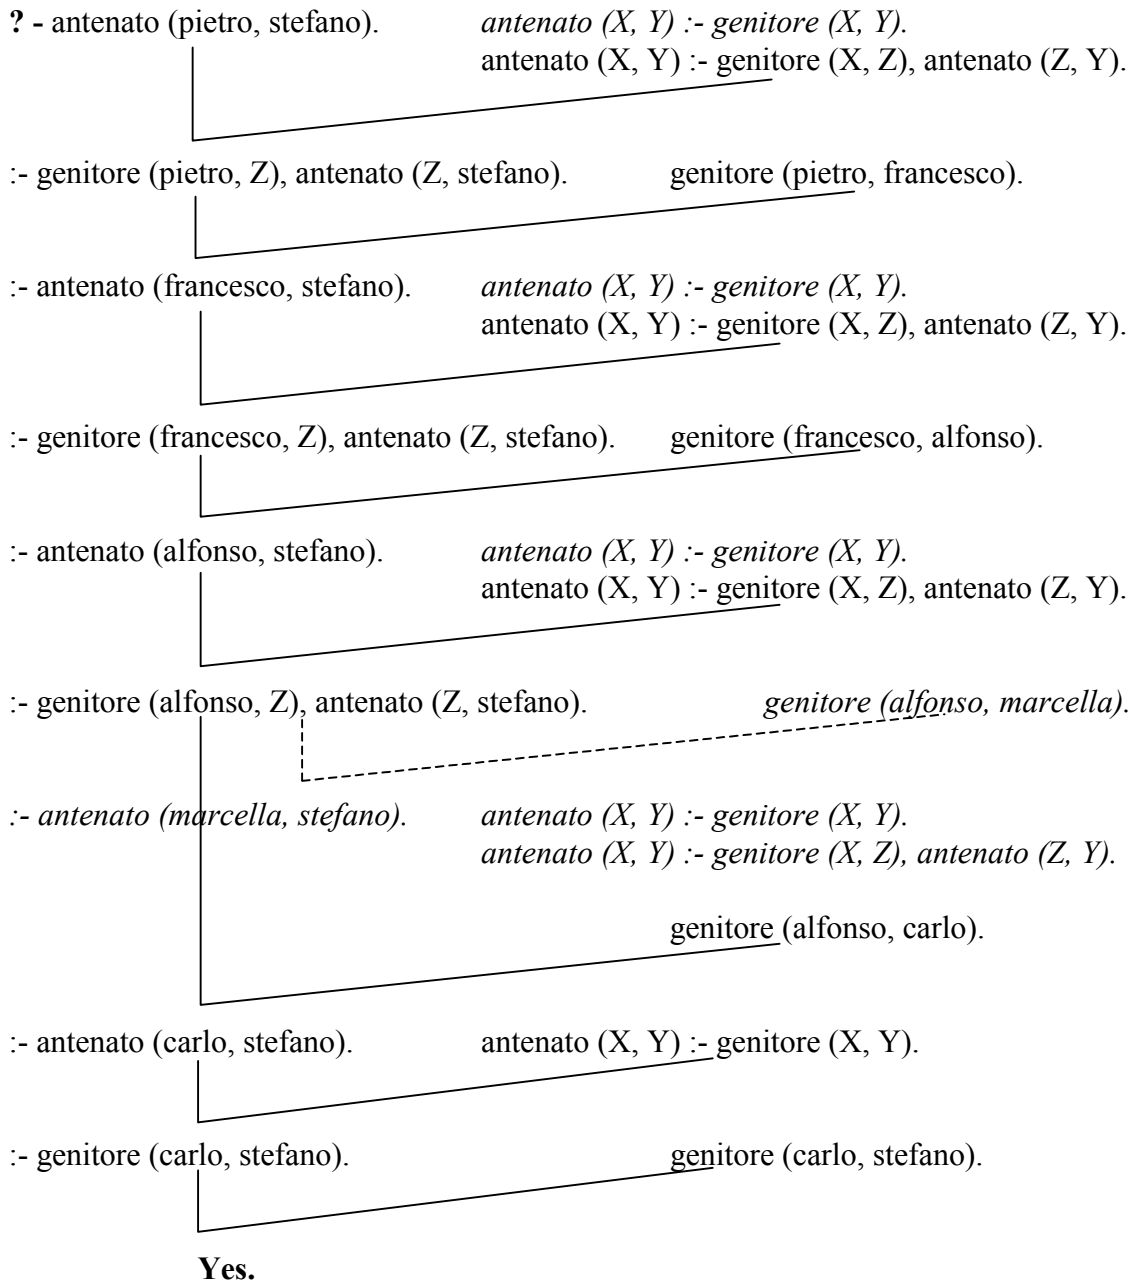 ? - antenato (pietro, stefano). antenato (X, Y) :- genitore (X, Y).
antenato (X, Y) :- genitore (X, Z), antenato (Z, Y).
:- genitore (pietro, Z), antenato (Z, stefano). genitore (pietro, francesco).
:- antenato (francesco, stefano). antenato (X, Y) :- genitore (X, Y).
antenato (X, Y) :- genitore (X, Z), antenato (Z, Y).
:- genitore (francesco, Z), antenato (Z, stefano). genitore (francesco, alfonso).
:- antenato (alfonso, stefano). antenato (X, Y) :- genitore (X, Y).
antenato (X, Y) :- genitore (X, Z), antenato (Z, Y).
:- genitore (alfonso, Z), antenato (Z, stefano). genitore (alfonso, marcella).
:- antenato (marcella, stefano). antenato (X, Y) :- genitore (X, Y).
antenato (X, Y) :- genitore (X, Z), antenato (Z, Y).
genitore (alfonso, carlo).
:- antenato (carlo, stefano). antenato (X, Y) :- genitore (X, Y).
:- genitore (carlo, stefano). genitore (carlo, stefano).
Yes.